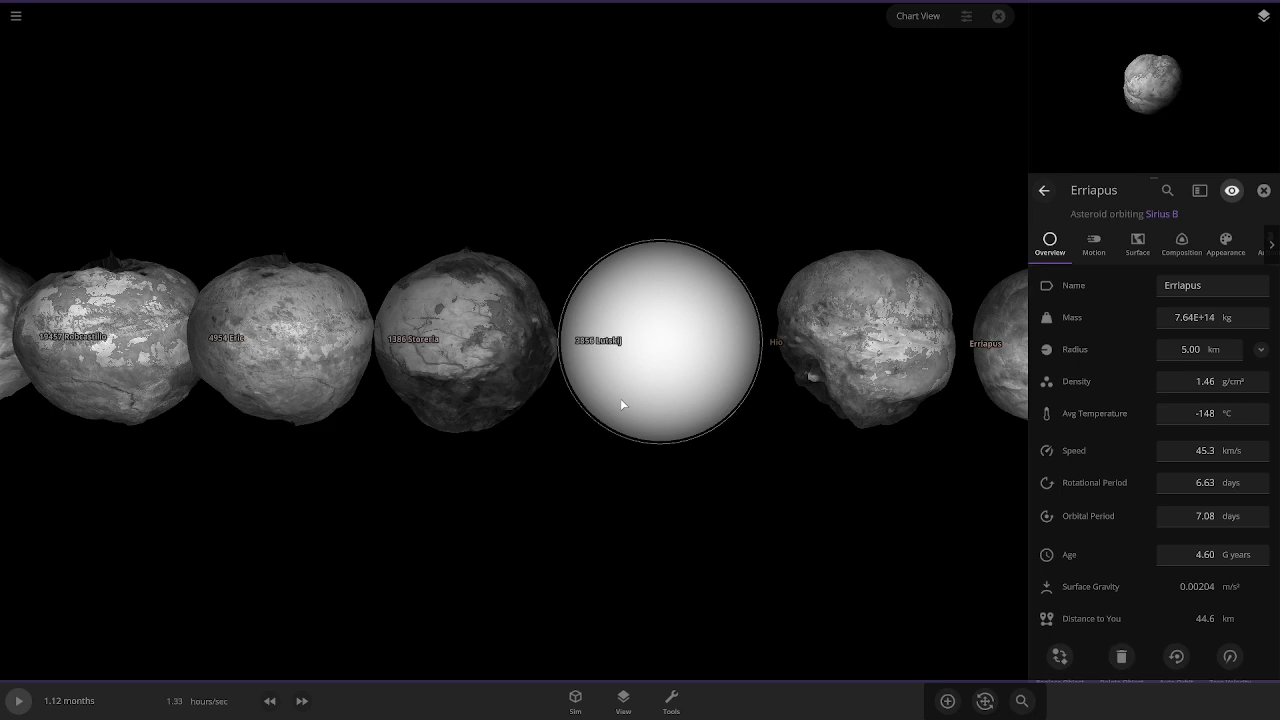 Chart View
Erriapus
Asteroid orbiting Sirius B
Overview
Motion
Surface
Composition
Appearance
Name Erriapus
Mass 7.64E+14 kg
Radius 5.00 km
Density 1.46 g/cm³
Avg Temperature -148 °C
Speed 45.3 km/s
Rotational Period 6.63 days
Orbital Period 7.08 days
Age 4.60 G years
Surface Gravity 0.00204 m/s²
Distance to You 44.6 km
4954 Eric
1386 Storeria
3856 Lutskij
Hio
Erriapus
1.12 months
1.33 hours/sec
Sim
View
Tools